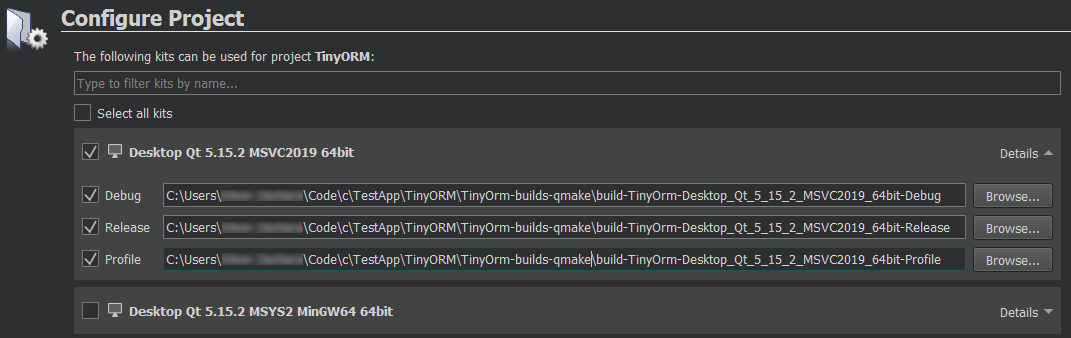 Configure Project
The following kits can be used for project TinyORM:
Type to filter kits by name...
Select all kits
Desktop Qt 5.15.2 MSVC2019 64bit Details
Debug C:\Users\ \Code\c\TestApp\TinyORM\TinyOrm-builds-qmake\build-TinyOrm-Desktop_Qt_5_15_2_MSVC2019_64bit-Debug Browse...
Release C:\Users\ \Code\c\TestApp\TinyORM\TinyOrm-builds-qmake\build-TinyOrm-Desktop_Qt_5_15_2_MSVC2019_64bit-Release Browse...
Profile C:\Users\ \Code\c\TestApp\TinyORM\TinyOrm-builds-qmake\build-TinyOrm-Desktop_Qt_5_15_2_MSVC2019_64bit-Profile Browse...
Desktop Qt 5.15.2 MSYS2 MinGW64 64bit Details